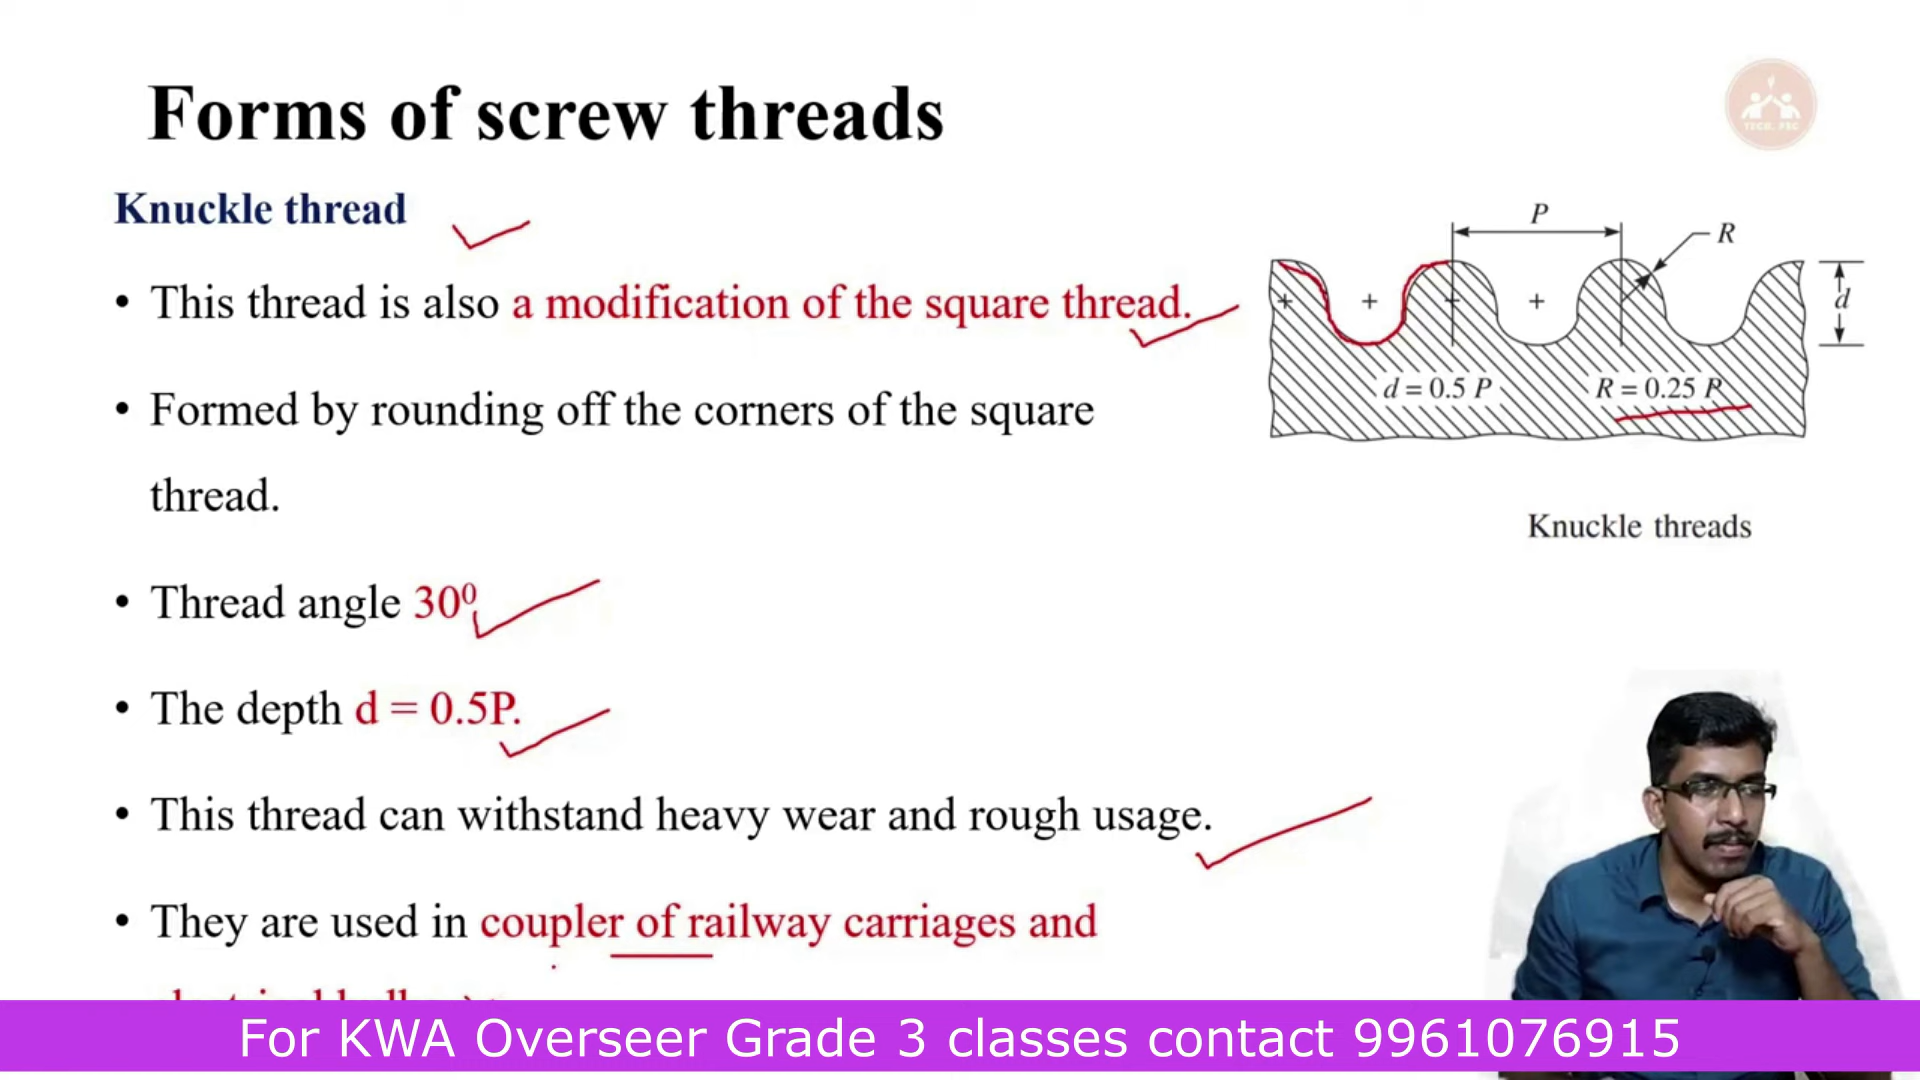 Forms of screw threads
TECH. PSC
Knuckle thread
• This thread is also a modification of the square thread.
• Formed by rounding off the corners of the square
thread.
• Thread angle 30⁰
• The depth d = 0.5P.
• This thread can withstand heavy wear and rough usage.
• They are used in coupler of railway carriages and
P
R
d
d = 0.5 P
R = 0.25 P
Knuckle threads
For KWA Overseer Grade 3 classes contact 9961076915